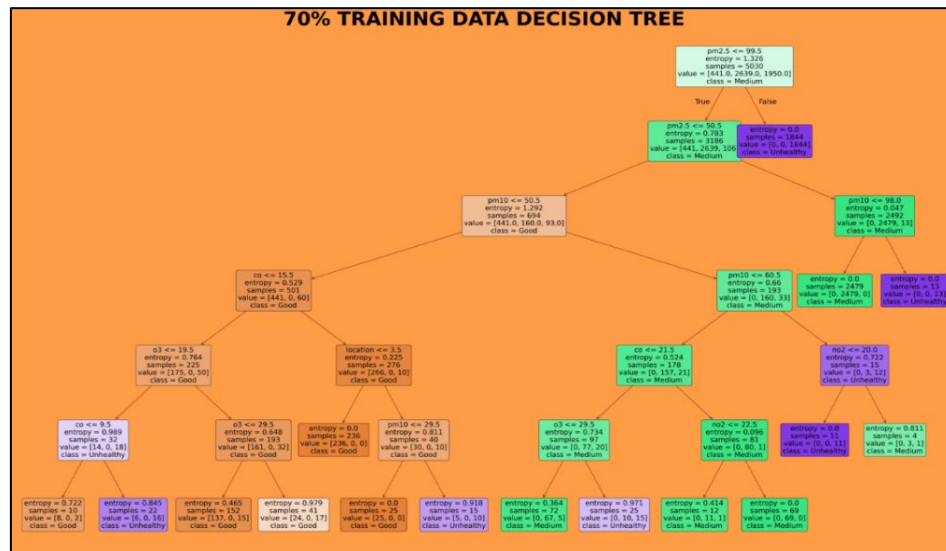 70% TRAINING DATA DECISION TREE
pm2.5 <= 99.5
entropy = 1.326
samples = 5030
value = [441.0, 2639.0, 1950.0]
class = Medium
True
False
pm2.5 <= 50.5
entropy = 0.783
samples = 3186
value = [441, 2639, 106
class = Medium
entropy = 0.0
samples = 1844
value = [0, 0, 1844]
class = Unhealthy
pm10 <= 50.5
entropy = 1.292
samples = 694
value = [441.0, 160.0, 93.0]
class = Good
pm10 <= 98.0
entropy = 0.047
samples = 2492
value = [0, 2479, 13]
class = Medium
co <= 15.5
entropy = 0.529
samples = 501
value = [441, 0, 60]
class = Good
pm10 <= 60.5
entropy = 0.66
samples = 193
value = [0, 160, 33]
class = Medium
entropy = 0.0
samples = 2479
value = [0, 2479, 0]
class = Medium
entropy = 0.0
samples = 13
value = [0, 0, 13]
class = Unhealthy
o3 <= 19.5
entropy = 0.764
samples = 225
value = [175, 0, 50]
class = Good
location <= 3.5
entropy = 0.225
samples = 276
value = [266, 0, 10]
class = Good
co <= 21.5
entropy = 0.524
samples = 178
value = [0, 157, 21]
class = Medium
no2 <= 20.0
entropy = 0.722
samples = 15
value = [0, 3, 12]
class = Unhealthy
co <= 9.5
entropy = 0.989
samples = 32
value = [14, 0, 18]
class = Unhealthy
o3 <= 29.5
entropy = 0.648
samples = 193
value = [161, 0, 32]
class = Good
entropy = 0.0
samples = 236
value = [236, 0, 0]
class = Good
pm10 <= 29.5
entropy = 0.811
samples = 40
value = [30, 0, 10]
class = Good
o3 <= 29.5
entropy = 0.734
samples = 97
value = [0, 77, 20]
class = Medium
no2 <= 22.5
entropy = 0.096
samples = 81
value = [0, 80, 1]
class = Medium
entropy = 0.0
samples = 11
value = [0, 0, 11]
class = Unhealthy
entropy = 0.811
samples = 4
value = [0, 3, 1]
class = Medium
entropy = 0.722
samples = 10
value = [8, 0, 2]
class = Good
entropy = 0.845
samples = 22
value = [6, 0, 16]
class = Unhealthy
entropy = 0.465
samples = 152
value = [137, 0, 15]
class = Good
entropy = 0.979
samples = 41
value = [24, 0, 17]
class = Good
entropy = 0.0
samples = 25
value = [25, 0, 0]
class = Good
entropy = 0.918
samples = 15
value = [5, 0, 10]
class = Unhealthy
entropy = 0.364
samples = 72
value = [0, 67, 5]
class = Medium
entropy = 0.971
samples = 25
value = [0, 10, 15]
class = Unhealthy
entropy = 0.414
samples = 12
value = [0, 11, 1]
class = Medium
entropy = 0.0
samples = 69
value = [0, 69, 0]
class = Medium